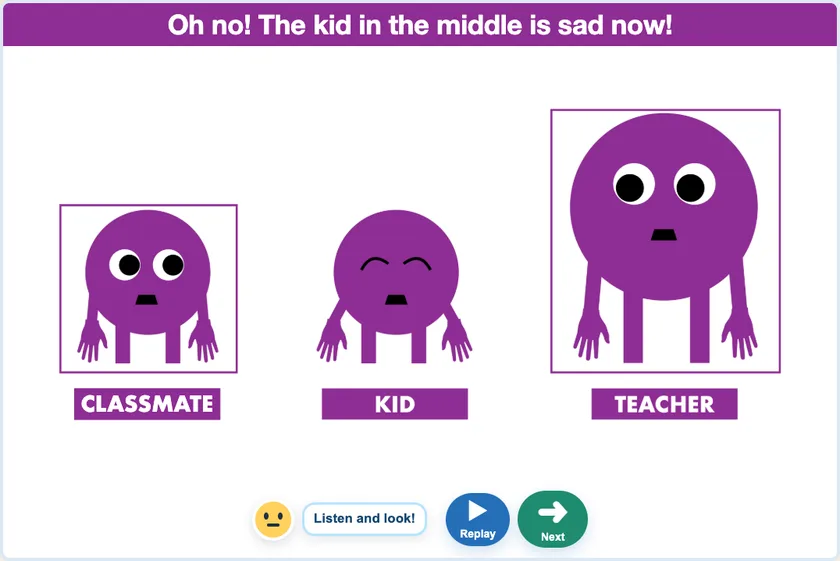 Oh no! The kid in the middle is sad now!
CLASSMATE
KID
TEACHER
Listen and look!
Replay
Next